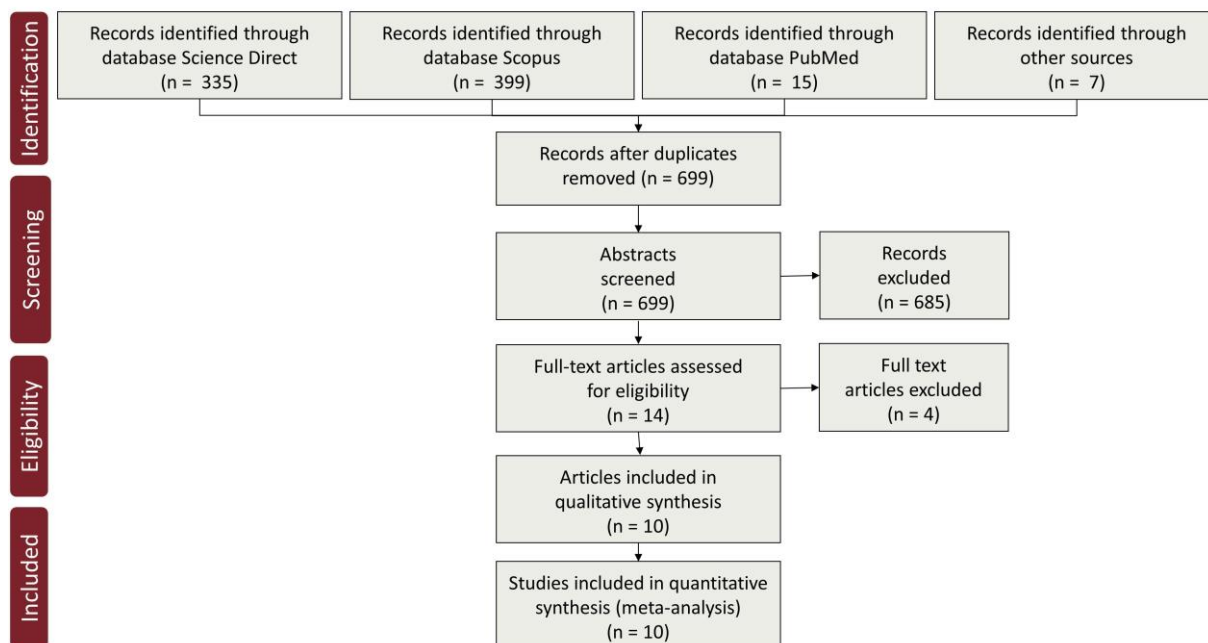 Identification
Records identified through
database Science Direct
(n = 335)
Records identified through
database Scopus
(n = 399)
Records identified through
database PubMed
(n = 15)
Records identified through
other sources
(n = 7)
Records after duplicates
removed (n = 699)
Screening
Abstracts
screened
(n = 699)
Records
excluded
(n = 685)
Eligibility
Full-text articles assessed
for eligibility
(n = 14)
Full text
articles excluded
(n = 4)
Articles included in
qualitative synthesis
(n = 10)
Included
Studies included in quantitative
synthesis (meta-analysis)
(n = 10)